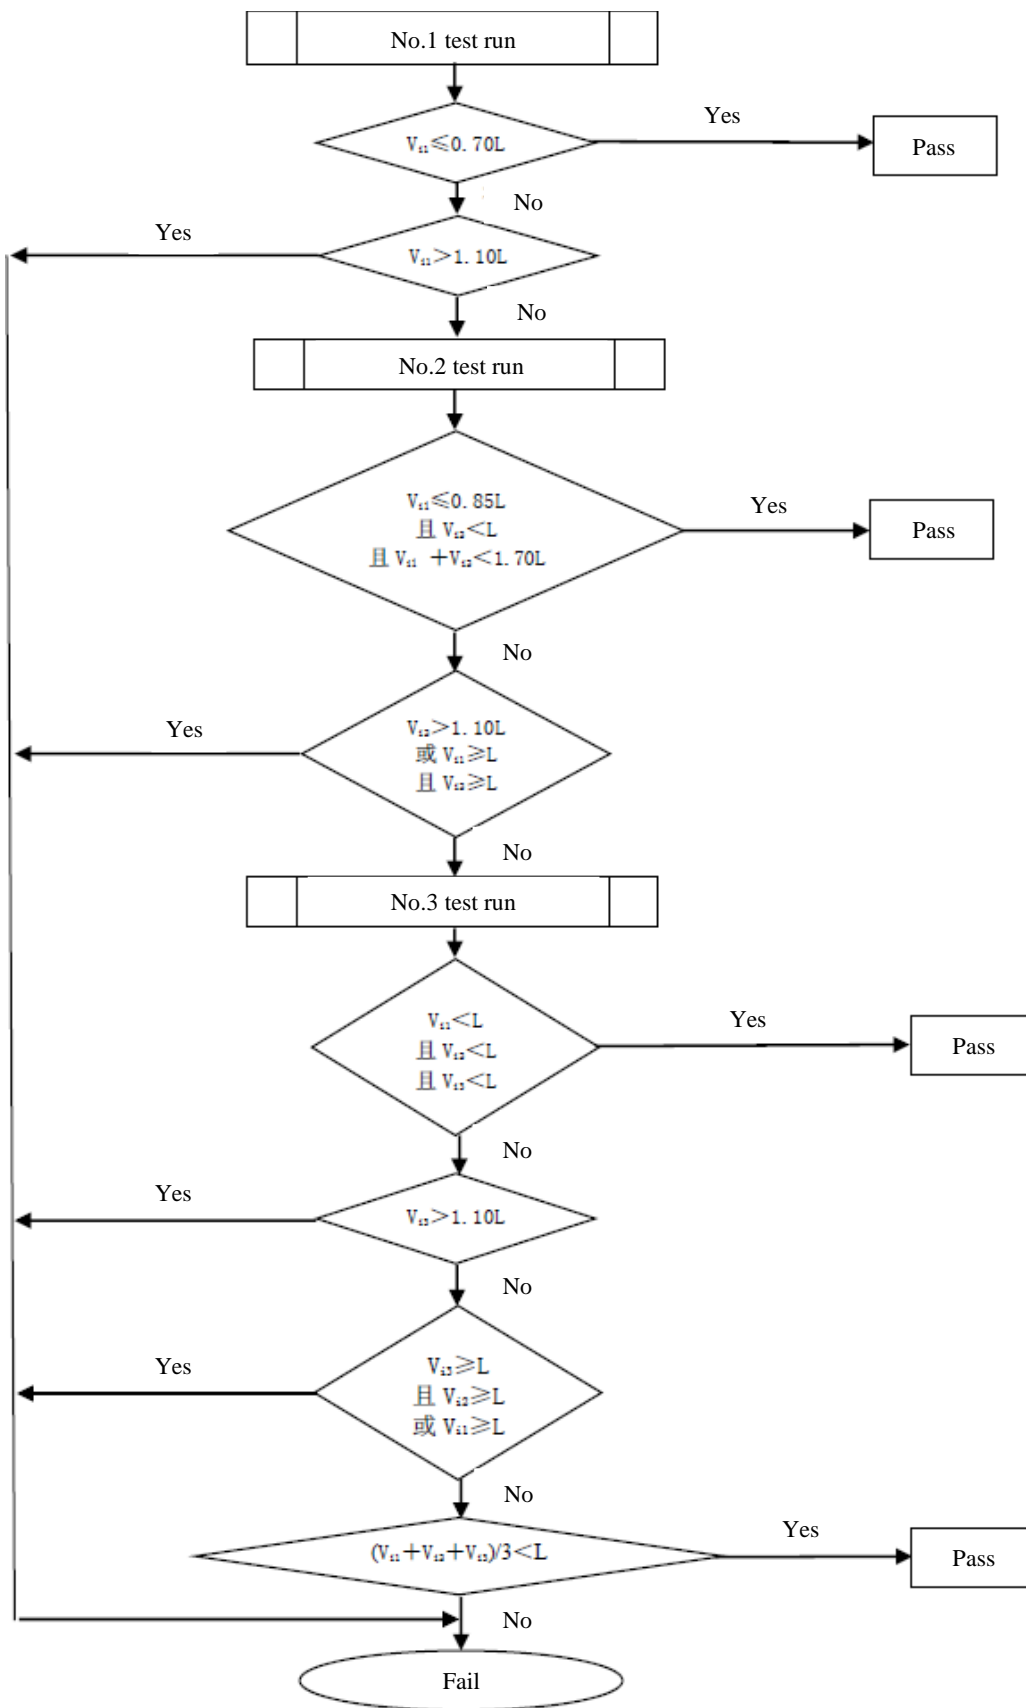 No.1 test run
Yes
Vi1≤0.70L
Pass
No
Yes
Vi1>1.10L
No
No.2 test run
Vi1≤0.85L
Yes
且 Vi2<L
Pass
且 Vi1 +Vi2<1.70L
No
Yes
Vi2>1.10L
或 Vi1≥L
且 Vi2≥L
No
No.3 test run
Vi1<L
Yes
且 Vi2<L
Pass
且 Vi3<L
No
Yes
Vi3>1.10L
No
Yes
Vi3≥L
且 Vi2≥L
或 Vi1≥L
No
Yes
(Vi1+Vi2+Vi3)/3<L
Pass
No
Fail